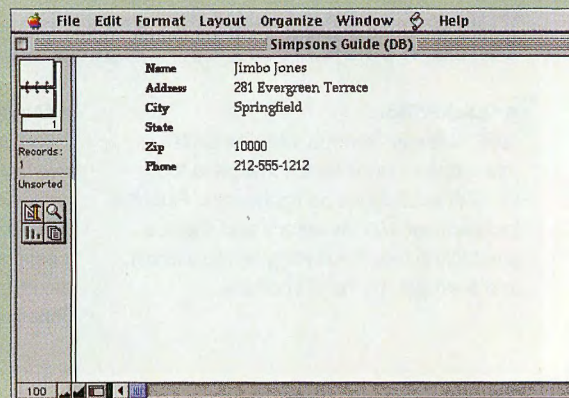 File Edit Format Layout Organize Window Help
Simpsons Guide (DB)
Name Jimbo Jones
Address 281 Evergreen Terrace
City Springfield
State
Zip 10000
Phone 212-555-1212
1
Records:
1
Unsorted
100